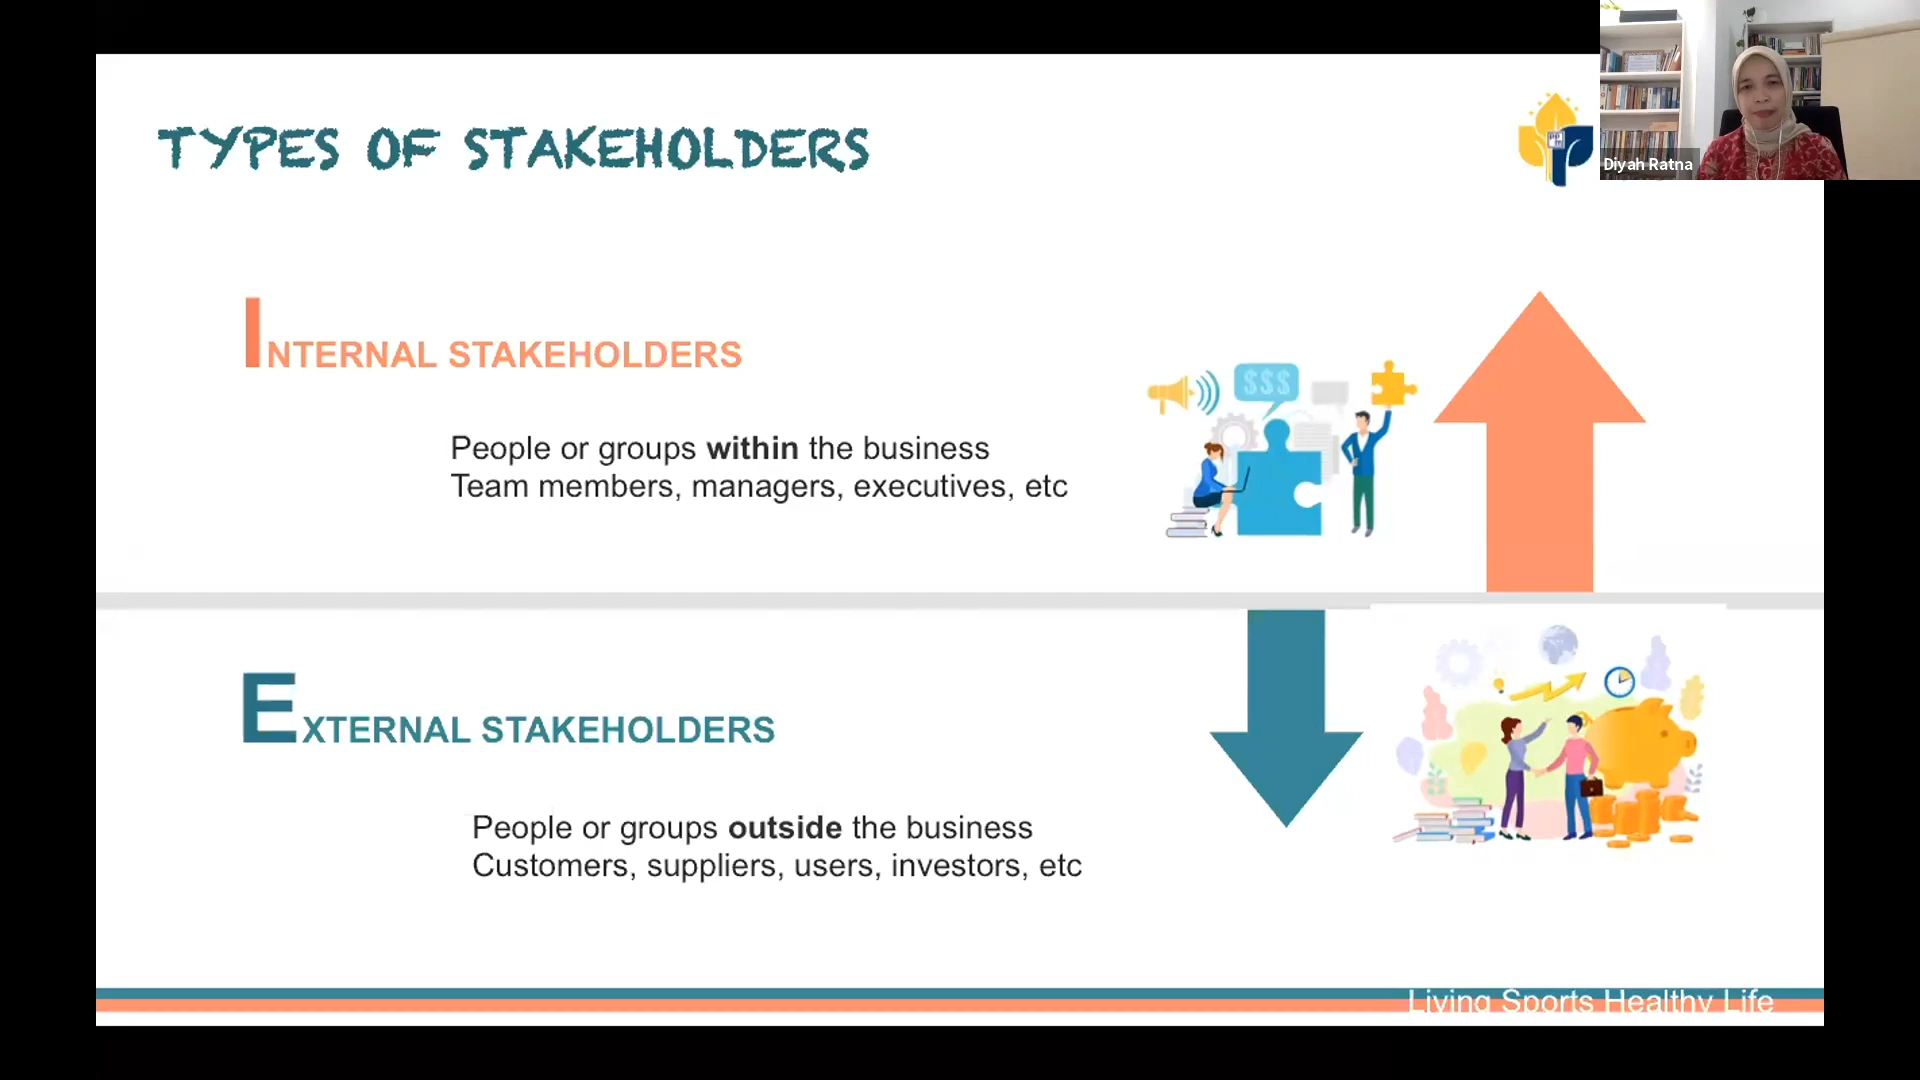 TYPES OF STAKEHOLDERS
Diyah Ratna
INTERNAL STAKEHOLDERS
$$$
People or groups within the business
Team members, managers, executives, etc
EXTERNAL STAKEHOLDERS
People or groups outside the business
Customers, suppliers, users, investors, etc
Living Sports Healthy Life